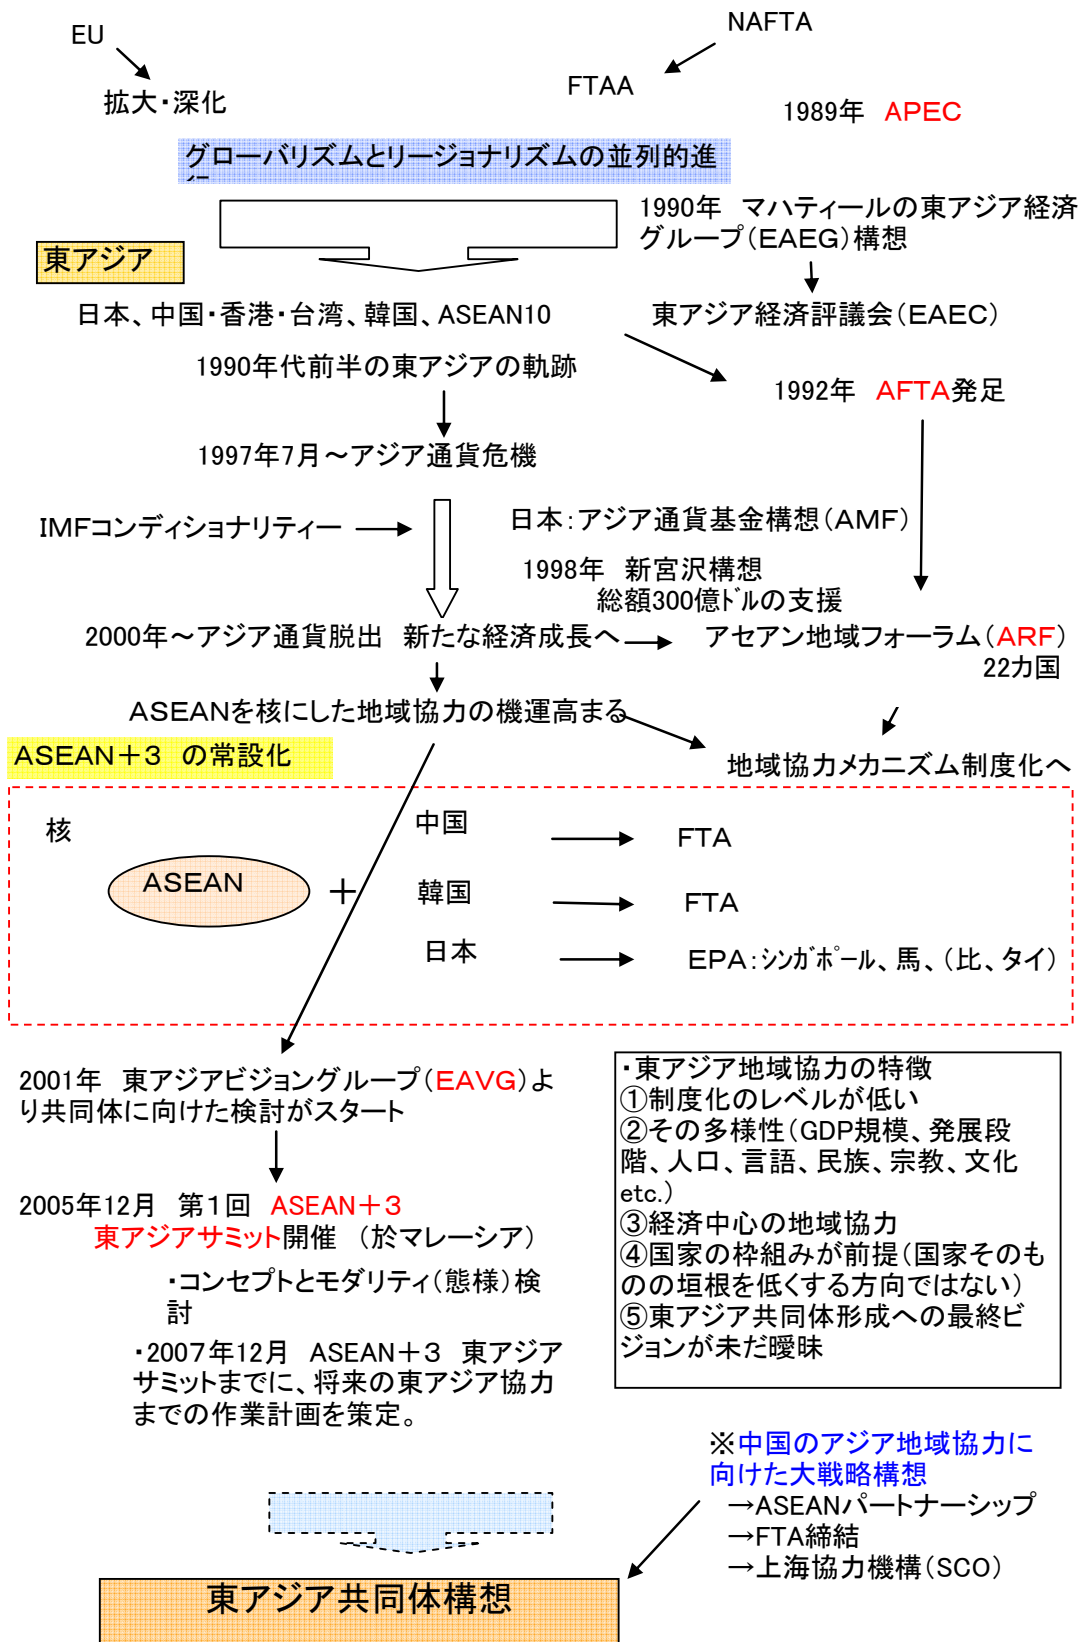 EU
NAFTA
拡大・深化
FTAA
1989年　APEC
グローバリズムとリージョナリズムの並列的進
1990年　マハティールの東アジア経済
グループ（EAEG）構想
東アジア
日本、中国・香港・台湾、韓国、ASEAN10
東アジア経済評議会（EAEC）
1990年代前半の東アジアの軌跡
1992年　AFTA発足
1997年7月～アジア通貨危機
IMFコンディショナリティー
日本：アジア通貨基金構想（AMF）
1998年　新宮沢構想
総額300億ﾄﾞﾙの支援
2000年～アジア通貨脱出　新たな経済成長へ
アセアン地域フォーラム（ARF）
22カ国
ASEANを核にした地域協力の機運高まる
ASEAN＋３　の常設化
地域協力メカニズム制度化へ
核
中国
FTA
ASEAN
＋
韓国
FTA
日本
EPA：ｼﾝｶﾞﾎﾟｰﾙ、馬、（比、タイ）
2001年　東アジアビジョングループ（EAVG）よ
り共同体に向けた検討がスタート
2005年12月　第１回　ASEAN＋３
東アジアサミット開催　（於マレーシア）
・コンセプトとモダリティ（態様）検
討
・2007年12月　ASEAN＋３　東アジア
サミットまでに、将来の東アジア協力
までの作業計画を策定。
・東アジア地域協力の特徴
①制度化のレベルが低い
②その多様性（GDP規模、発展段
階、人口、言語、民族、宗教、文化
etc.）
③経済中心の地域協力
④国家の枠組みが前提（国家そのも
のの垣根を低くする方向ではない）
⑤東アジア共同体形成への最終ビ
ジョンが未だ曖昧
※中国のアジア地域協力に
向けた大戦略構想
→ASEANパートナーシップ
→FTA締結
→上海協力機構（SCO）
東アジア共同体構想